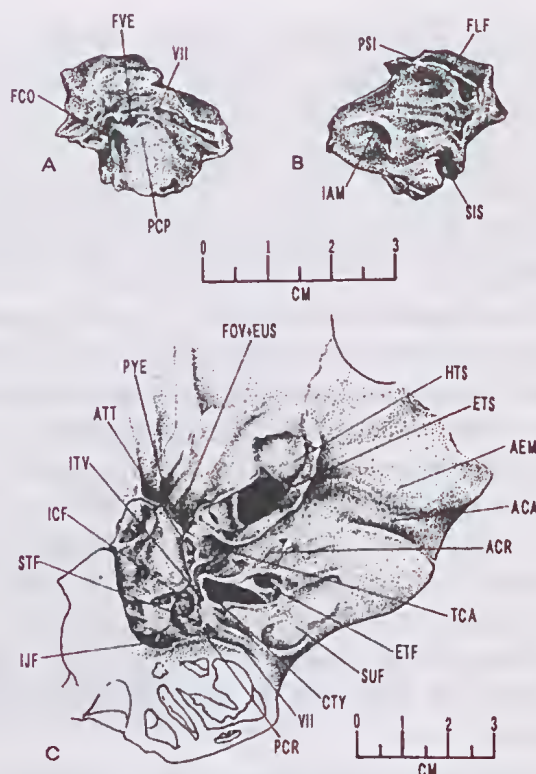 FVE
VII
FCO
A
PCP
FLF
PSI
B
IAM
SIS
0 1 2 3
CM
FOV+EUS
PYE
HTS
ATT
ETS
ITV
AEM
ICF
ACA
STF
ACR
TCA
IJF
ETF
SUF
CTY
VII
PCR
C
0 1 2 3
CM